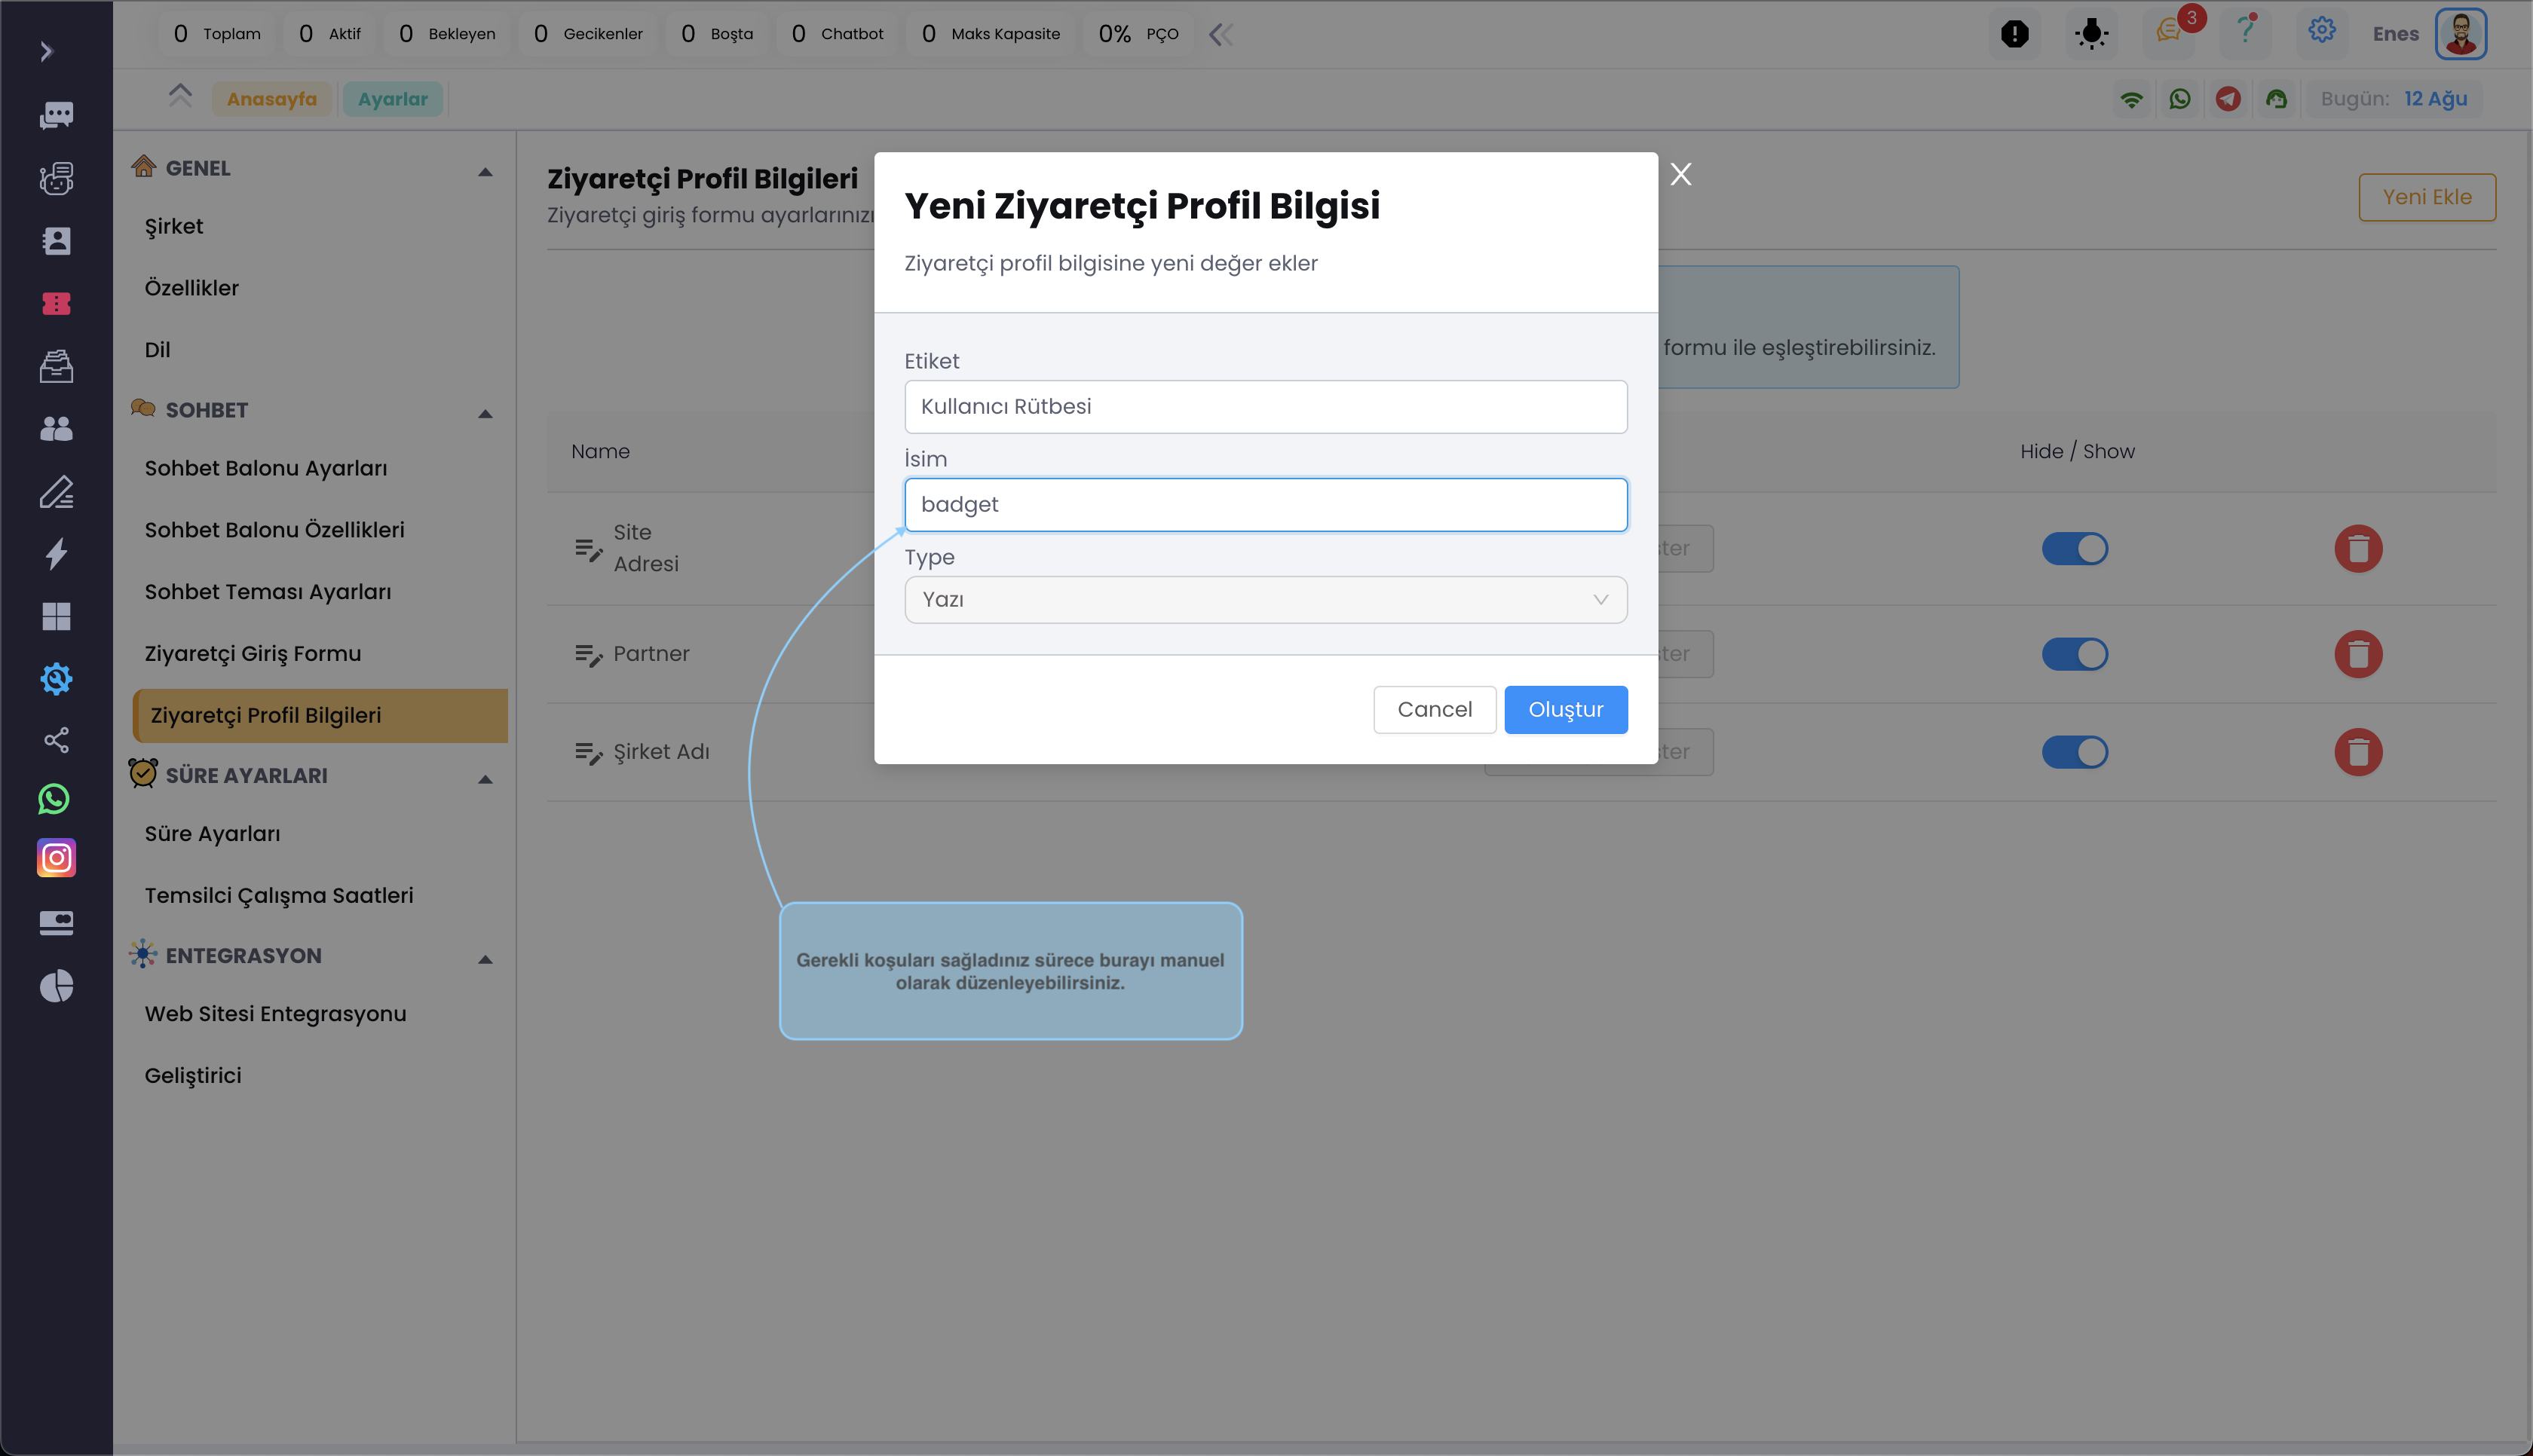 0 Toplam 0 Aktif 0 Bekleyen 0 Gecikenler 0 Boşta 0 Chatbot 0 Maks Kapasite 0% PÇO
3
Enes
Anasayfa Ayarlar
Bugün: 12 Ağu
GENEL
Şirket
Özellikler
Dil
SOHBET
Sohbet Balonu Ayarları
Sohbet Balonu Özellikleri
Sohbet Teması Ayarları
Ziyaretçi Giriş Formu
Ziyaretçi Profil Bilgileri
SÜRE AYARLARI
Süre Ayarları
Temsilci Çalışma Saatleri
ENTEGRASYON
Web Sitesi Entegrasyonu
Geliştirici
Ziyaretçi Profil Bilgileri
Ziyaretçi giriş formu ayarlarınızı
Yeni Ekle
formu ile eşleştirebilirsiniz.
Name
Hide / Show
Site
Adresi
Partner
Şirket Adı
Yeni Ziyaretçi Profil Bilgisi
Ziyaretçi profil bilgisine yeni değer ekler
Etiket
Kullanıcı Rütbesi
İsim
badget
Type
Yazı
Cancel
Oluştur
Gerekli koşuları sağladınız sürece burayı manuel
olarak düzenleyebilirsiniz.